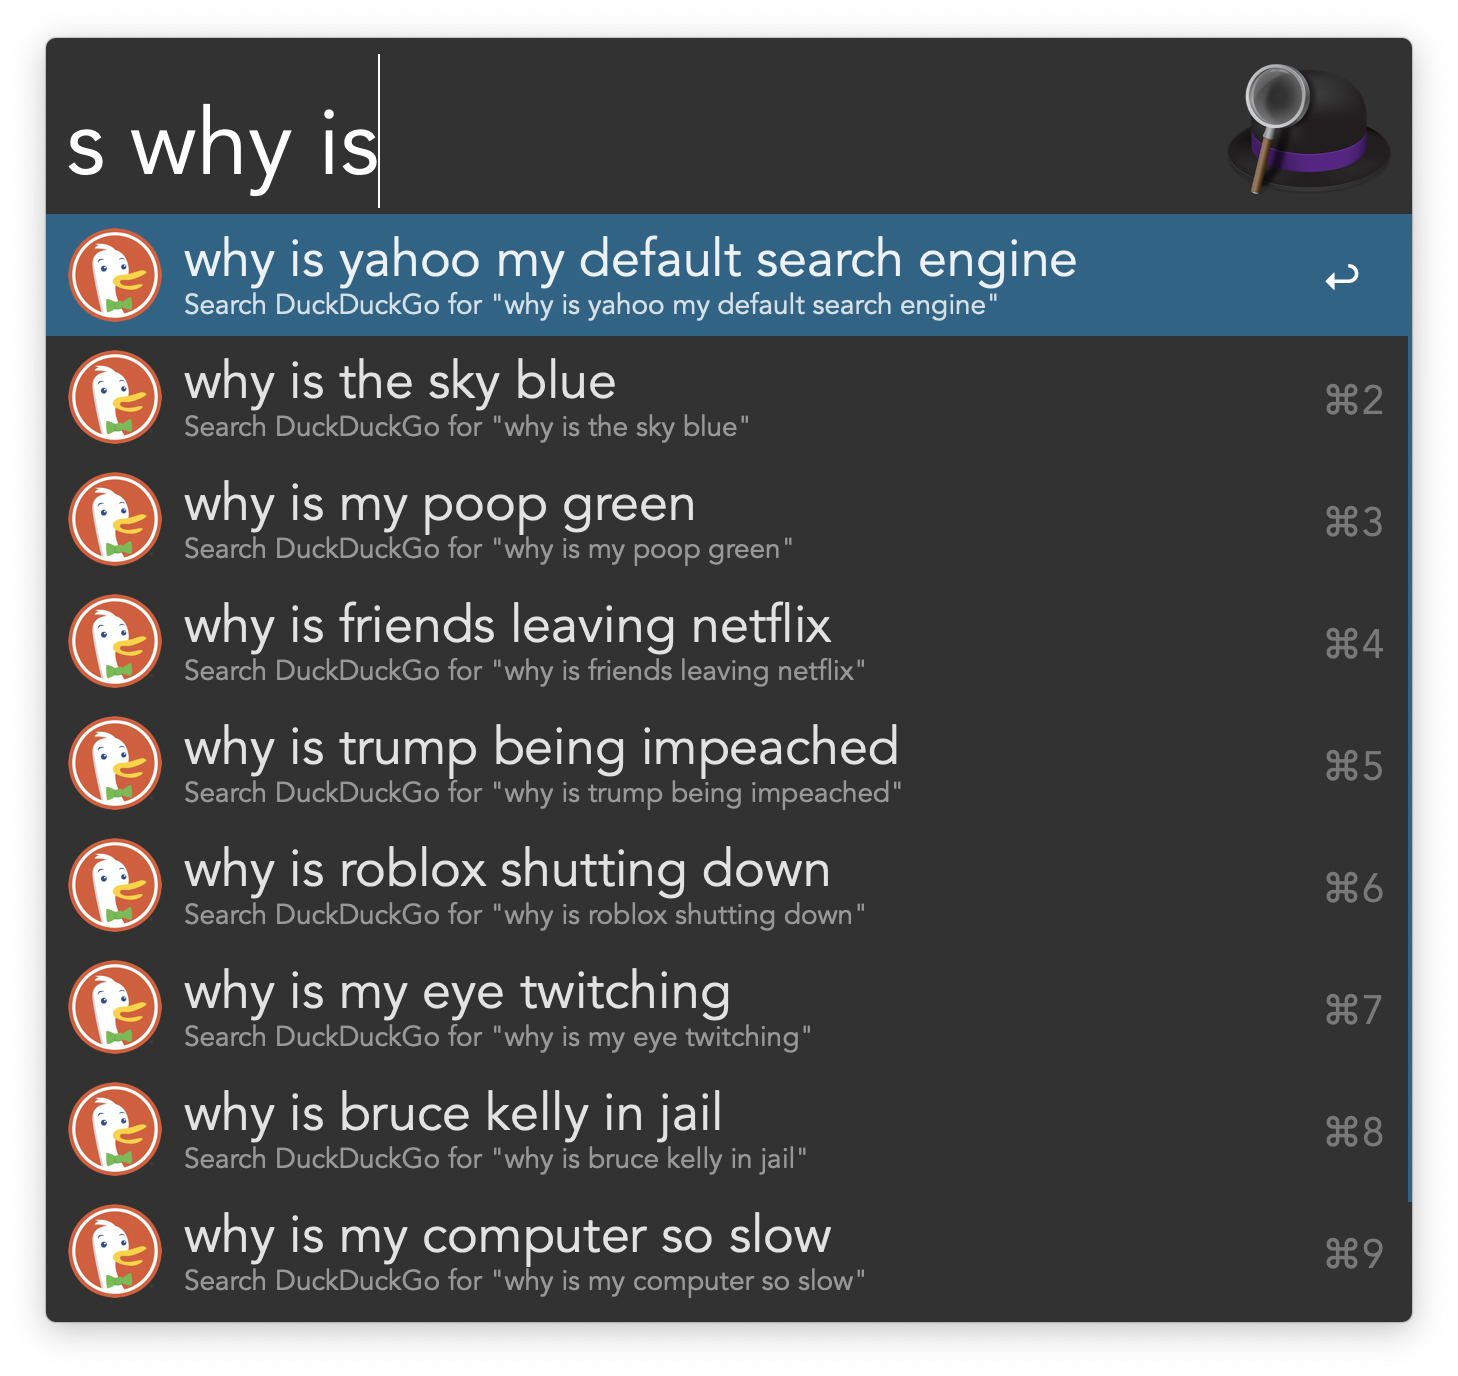 s why is
why is yahoo my default search engine
Search DuckDuckGo for "why is yahoo my default search engine"
why is the sky blue
Search DuckDuckGo for "why is the sky blue"
⌘2
why is my poop green
Search DuckDuckGo for "why is my poop green"
⌘3
why is friends leaving netflix
Search DuckDuckGo for "why is friends leaving netflix"
⌘4
why is trump being impeached
Search DuckDuckGo for "why is trump being impeached"
⌘5
why is roblox shutting down
Search DuckDuckGo for "why is roblox shutting down"
⌘6
why is my eye twitching
Search DuckDuckGo for "why is my eye twitching"
⌘7
why is bruce kelly in jail
Search DuckDuckGo for "why is bruce kelly in jail"
⌘8
why is my computer so slow
Search DuckDuckGo for "why is my computer so slow"
⌘9